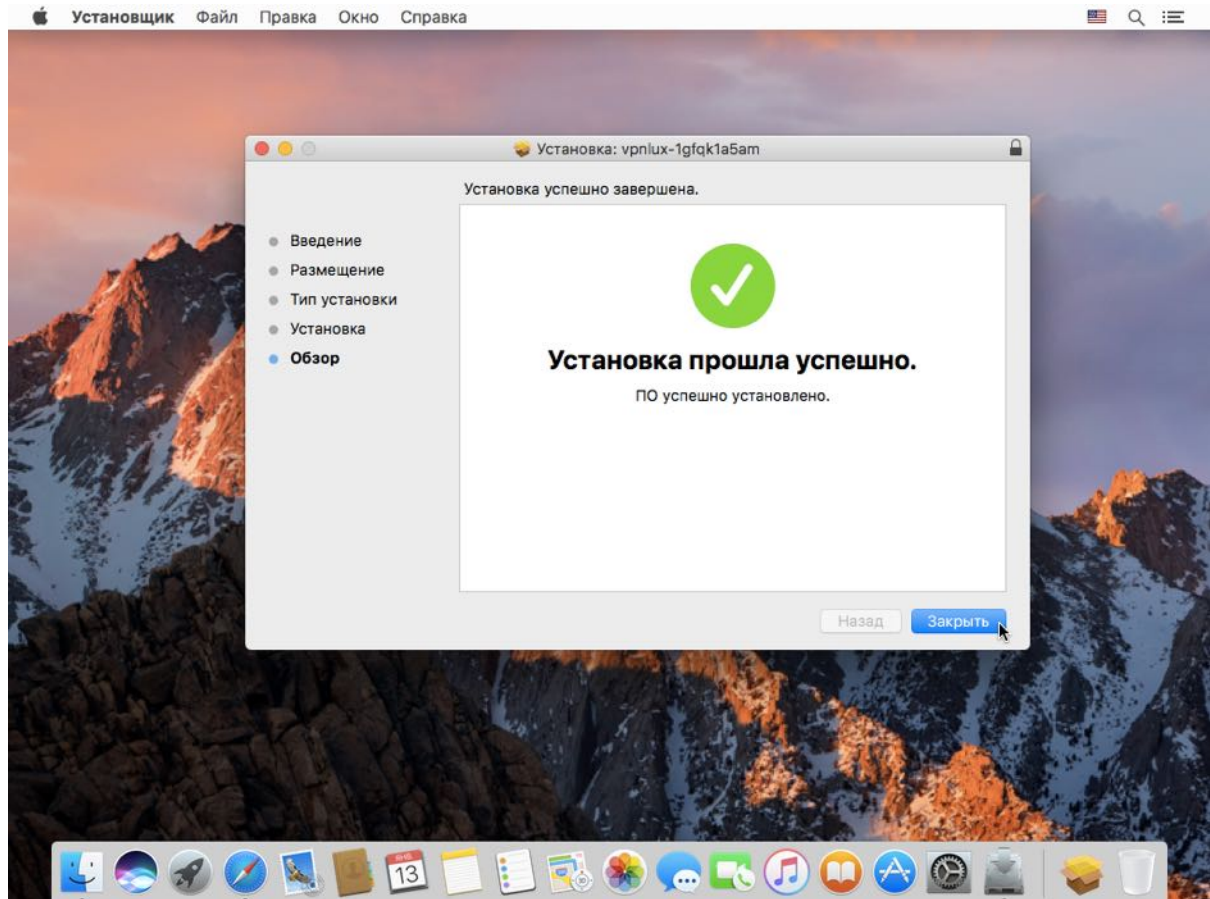 Установщик Файл Правка Окно Справка
Установка: vpnlux-1gfqk1a5am
Установка успешно завершена.
Введение
Размещение
Тип установки
Установка
Обзор
Установка прошла успешно.
ПО успешно установлено.
Назад Закрыть
ЯНВ.
13